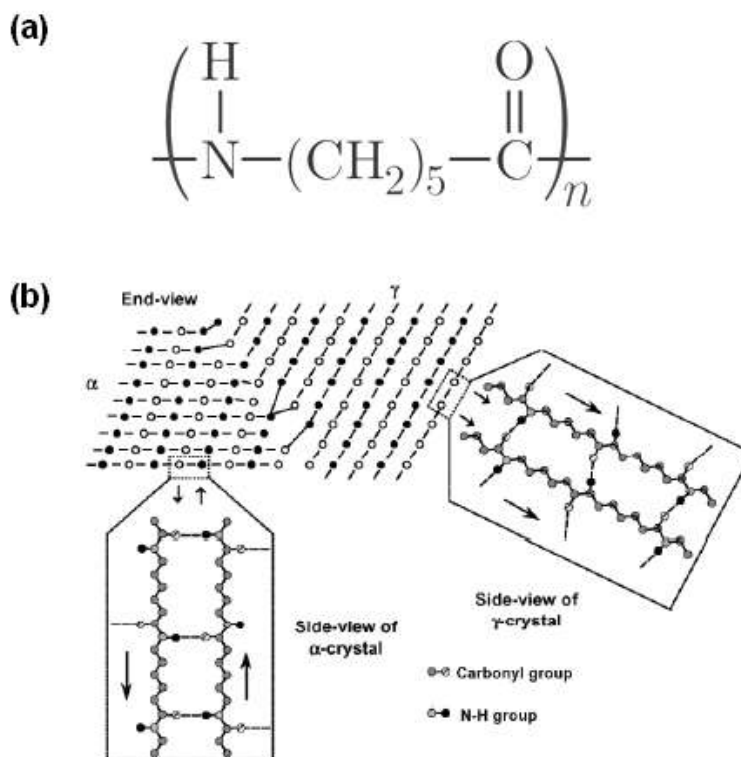 (a)
H O
N (CH₂)₅ C
n
(b)
End-view
γ
α
Side-view of
γ-crystal
Side-view of
α-crystal
Carbonyl group
N-H group